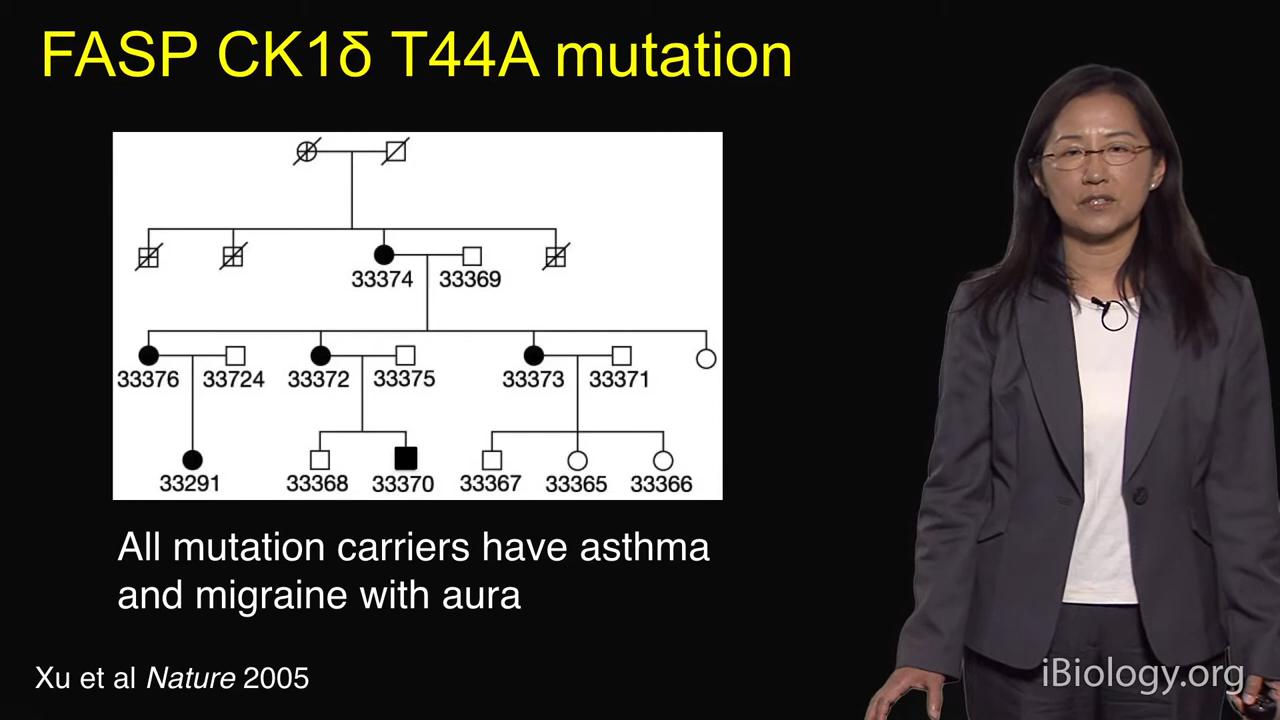 FASP CK1δ T44A mutation
33374 33369
33376 33724 33372 33375 33373 33371
33291 33368 33370 33367 33365 33366
All mutation carriers have asthma
and migraine with aura
Xu et al Nature 2005
iBiology.org